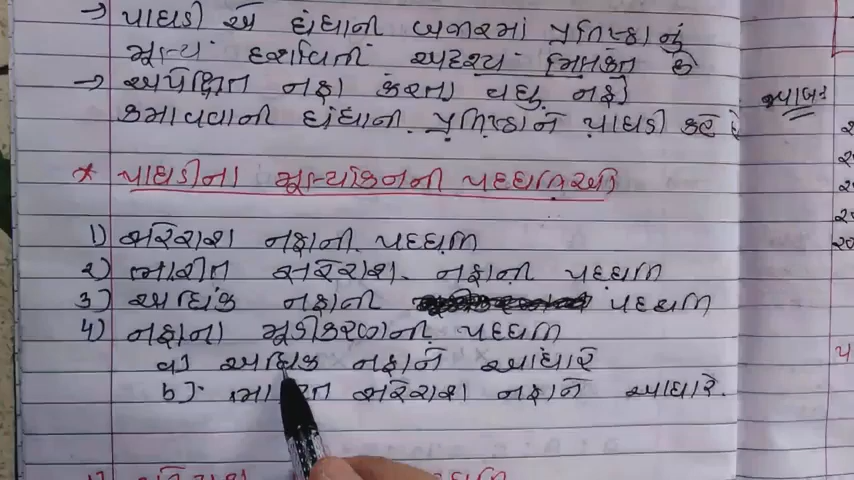 → પાઘડી એ ધંધાની બજારમાં પ્રતિષ્ઠાનું
મૂલ્ય દર્શાવતી અદ્રશ્ય મિલકત છે
→ અપેક્ષિત નફા કરતા વધુ નફો
કમાવવાની ધંધાની પ્રતિષ્ઠાને પાઘડી કહે છે
* પાઘડીના મૂલ્યાંકનની પદ્ધતિઓ
1) સરેરાશ નફાની પદ્ધતિ
2) ભારીત સરેરાશ નફાની પદ્ધતિ
3) અધિક નફાની પદ્ધતિ
4) નફાના મૂડીકરણની પદ્ધતિ
a) અધિક નફાને આધારે
b) સરેરાશ નફાને આધારે.